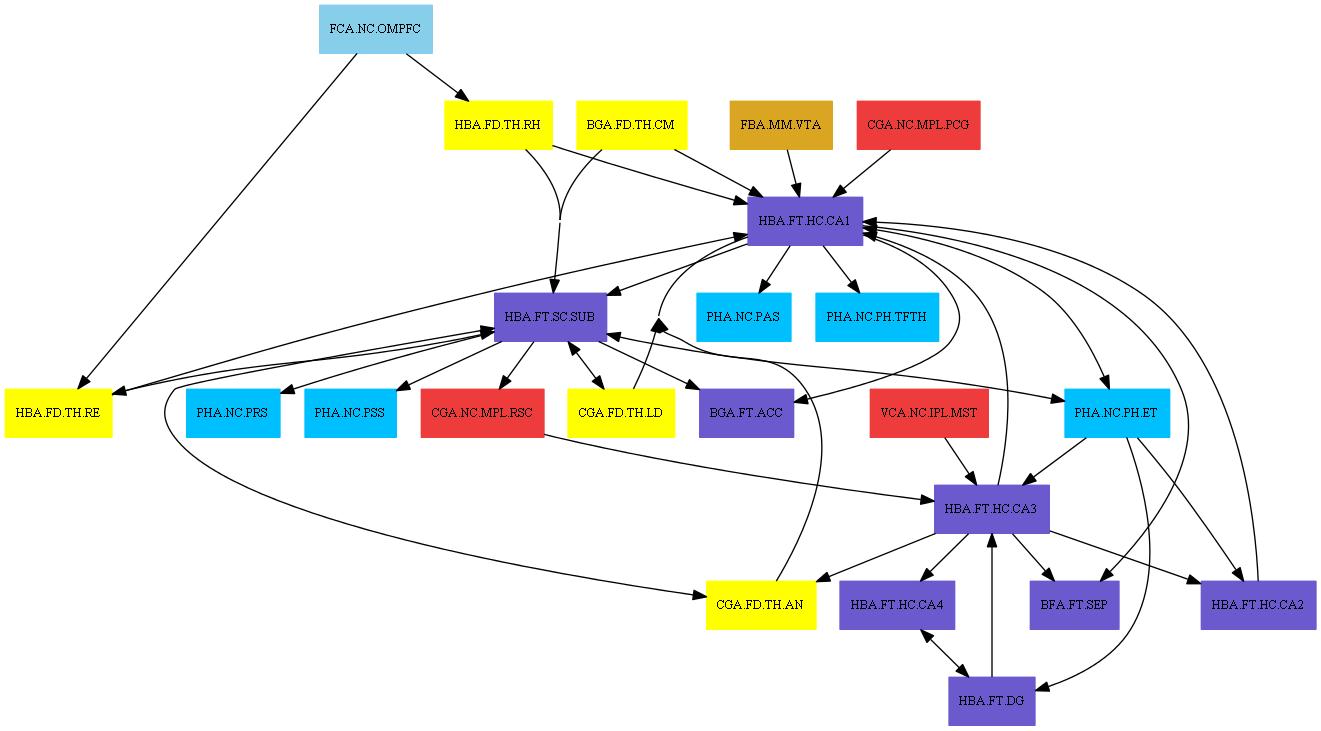 FCA.NC.OMPFC
HBA.FD.TH.RH
BGA.FD.TH.CM
FBA.MM.VTA
CGA.NC.MPL.PCG
HBA.FT.HC.CA1
HBA.FT.SC.SUB
PHA.NC.PAS
PHA.NC.PH.TFTH
HBA.FD.TH.RE
PHA.NC.PRS
PHA.NC.PSS
CGA.NC.MPL.RSC
CGA.FD.TH.LD
BGA.FT.ACC
VCA.NC.IPL.MST
PHA.NC.PH.ET
HBA.FT.HC.CA3
CGA.FD.TH.AN
HBA.FT.HC.CA4
BFA.FT.SEP
HBA.FT.HC.CA2
HBA.FT.DG